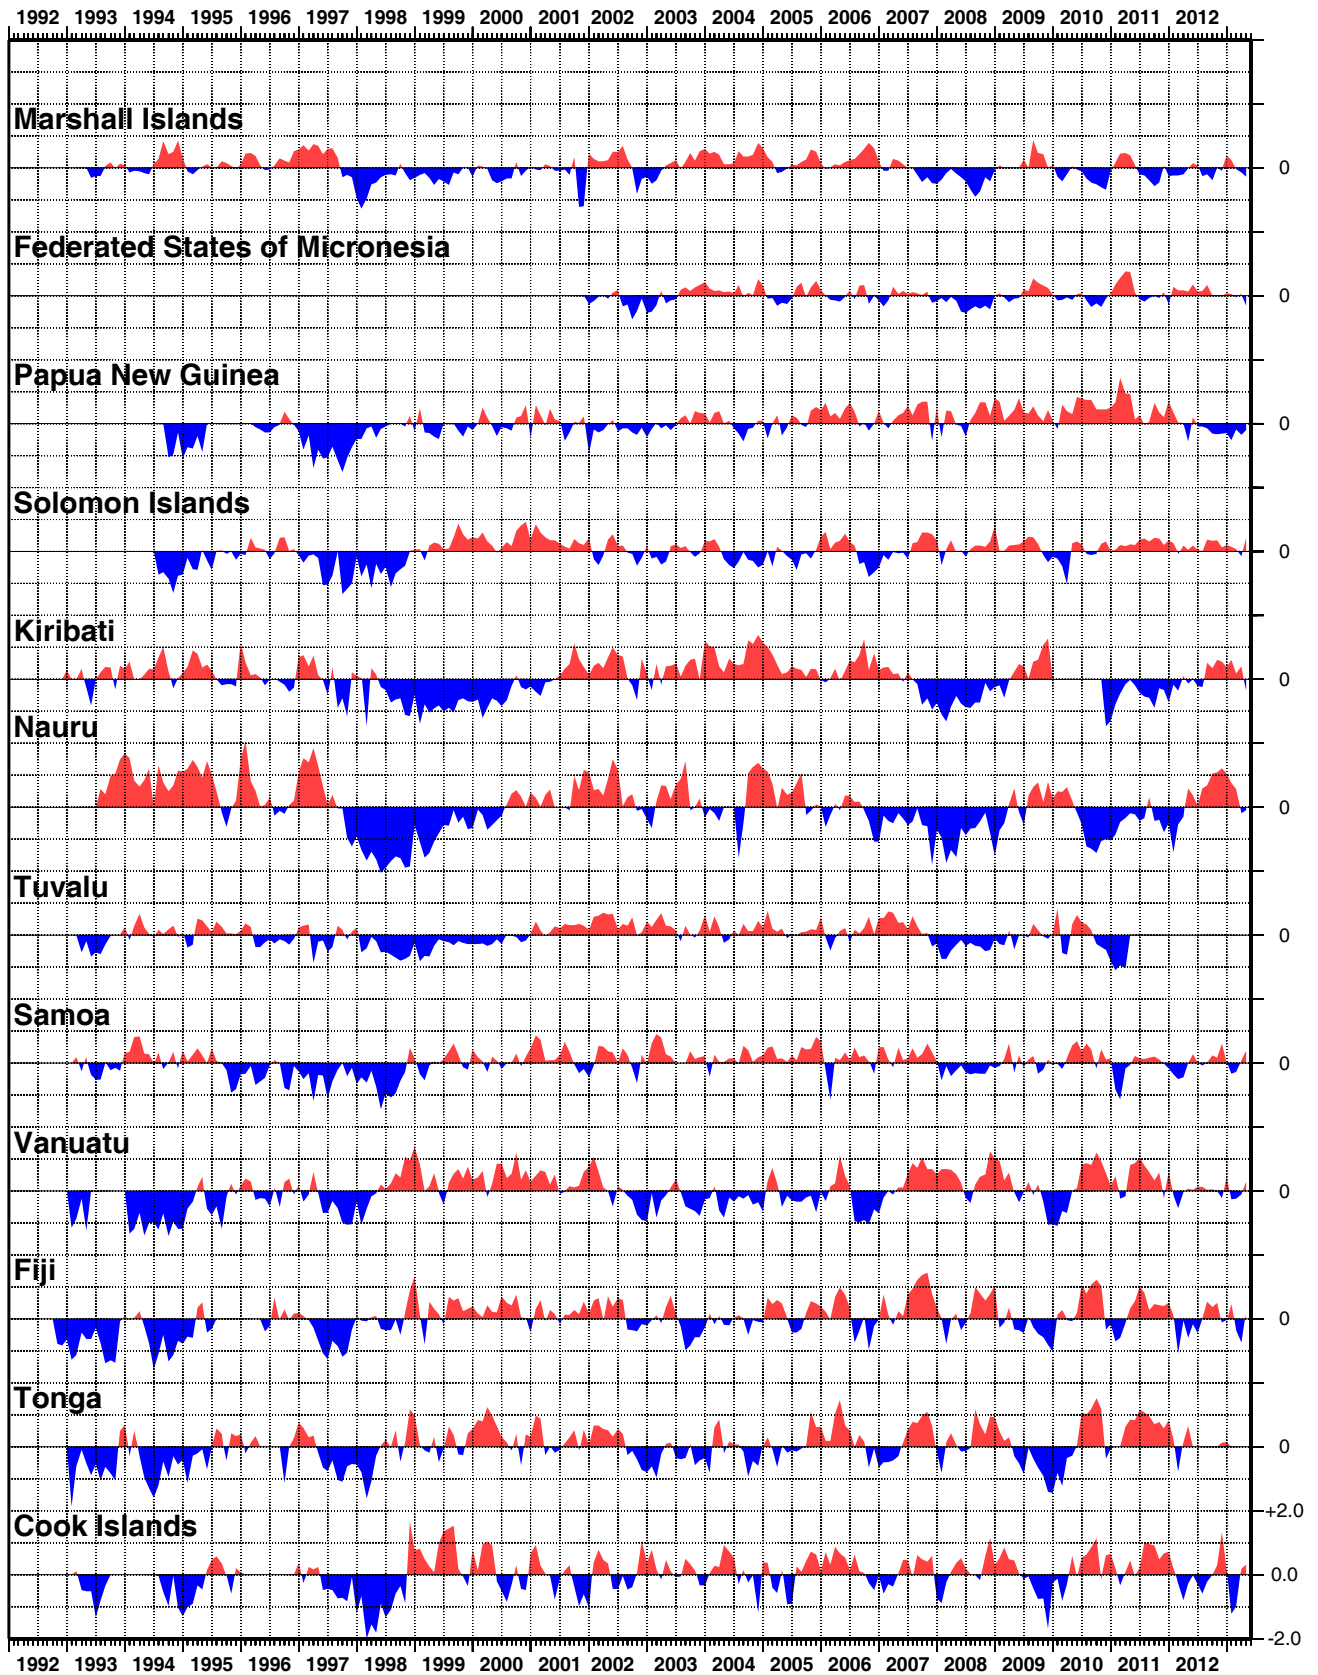 1992 1993 1994 1995 1996 1997 1998 1999 2000 2001 2002 2003 2004 2005 2006 2007 2008 2009 2010 2011 2012
Marshall Islands
0
Federated States of Micronesia
0
Papua New Guinea
0
Solomon Islands
0
Kiribati
0
Nauru
0
Tuvalu
0
Samoa
0
Vanuatu
0
Fiji
0
Tonga
0
+2.0
Cook Islands
0.0
-2.0
1992 1993 1994 1995 1996 1997 1998 1999 2000 2001 2002 2003 2004 2005 2006 2007 2008 2009 2010 2011 2012